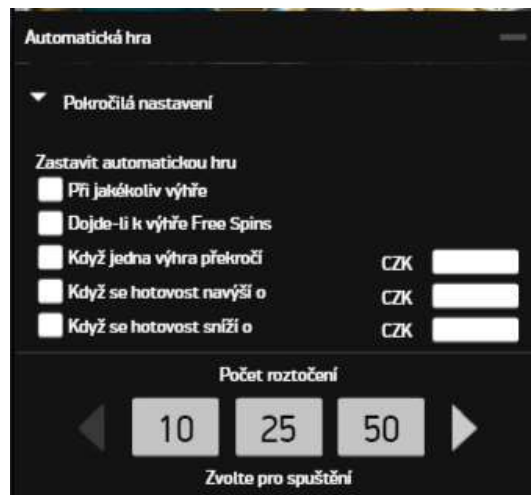 Automatická hra
Pokročilá nastavení
Zastavit automatickou hru
Při jakékoliv výhře
Dojde-li k výhře Free Spins
Když jedna výhra překročí CZK
Když se hotovost navýší o CZK
Když se hotovost sníží o CZK
Počet roztočení
10 25 50
Zvolte pro spuštění